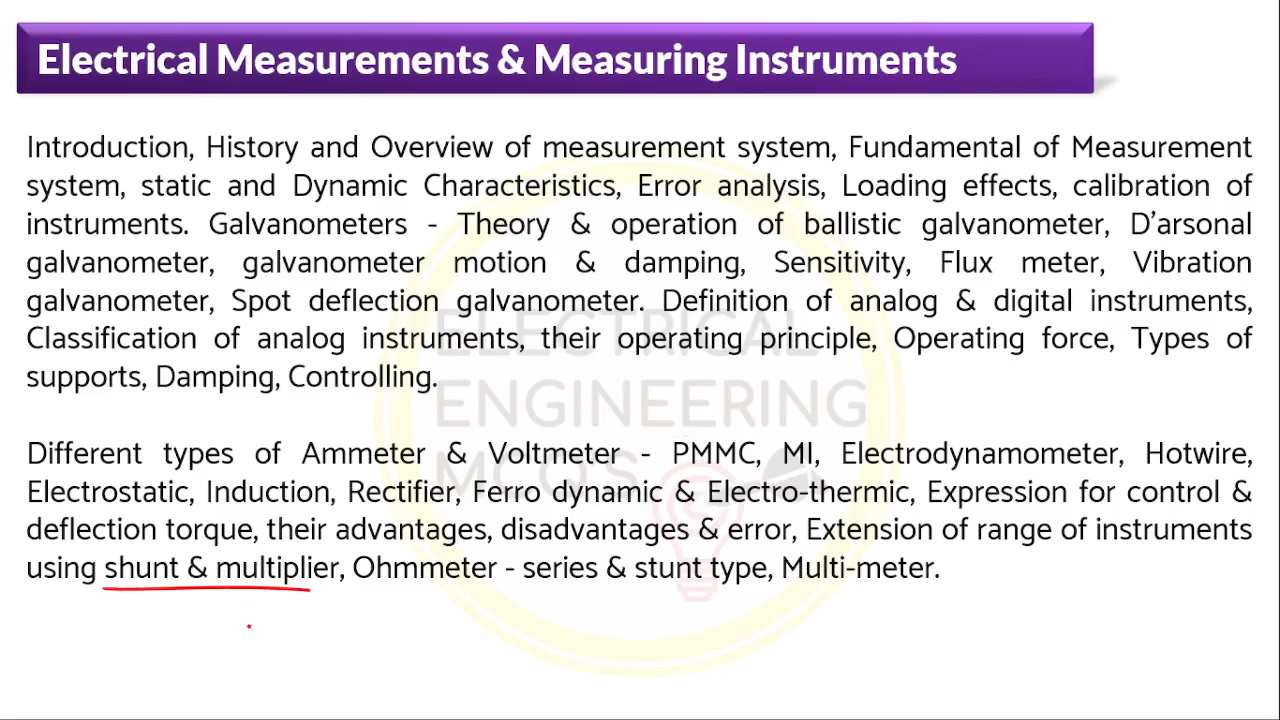 Electrical Measurements & Measuring Instruments
Introduction, History and Overview of measurement system, Fundamental of Measurement
system, static and Dynamic Characteristics, Error analysis, Loading effects, calibration of
instruments. Galvanometers - Theory & operation of ballistic galvanometer, D’arsonal
galvanometer, galvanometer motion & damping, Sensitivity, Flux meter, Vibration
galvanometer, Spot deflection galvanometer. Definition of analog & digital instruments,
Classification of analog instruments, their operating principle, Operating force, Types of
supports, Damping, Controlling.
Different types of Ammeter & Voltmeter - PMMC, MI, Electrodynamometer, Hotwire,
Electrostatic, Induction, Rectifier, Ferro dynamic & Electro-thermic, Expression for control &
deflection torque, their advantages, disadvantages & error, Extension of range of instruments
using shunt & multiplier, Ohmmeter - series & stunt type, Multi-meter.
ELECTRICAL
ENGINEERING
MCQ'S